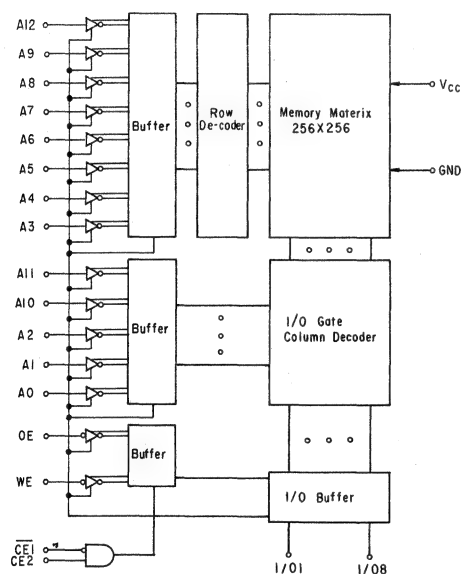 A12
A9
A8
A7
A6
A5
A4
A3
Buffer
Row
De-coder
Memory Materix
256X256
Vcc
GND
A11
A10
A2
A1
A0
Buffer
I/O Gate
Column Decoder
OE
WE
Buffer
I/O Buffer
CE1
CE2
I/O1
I/O8